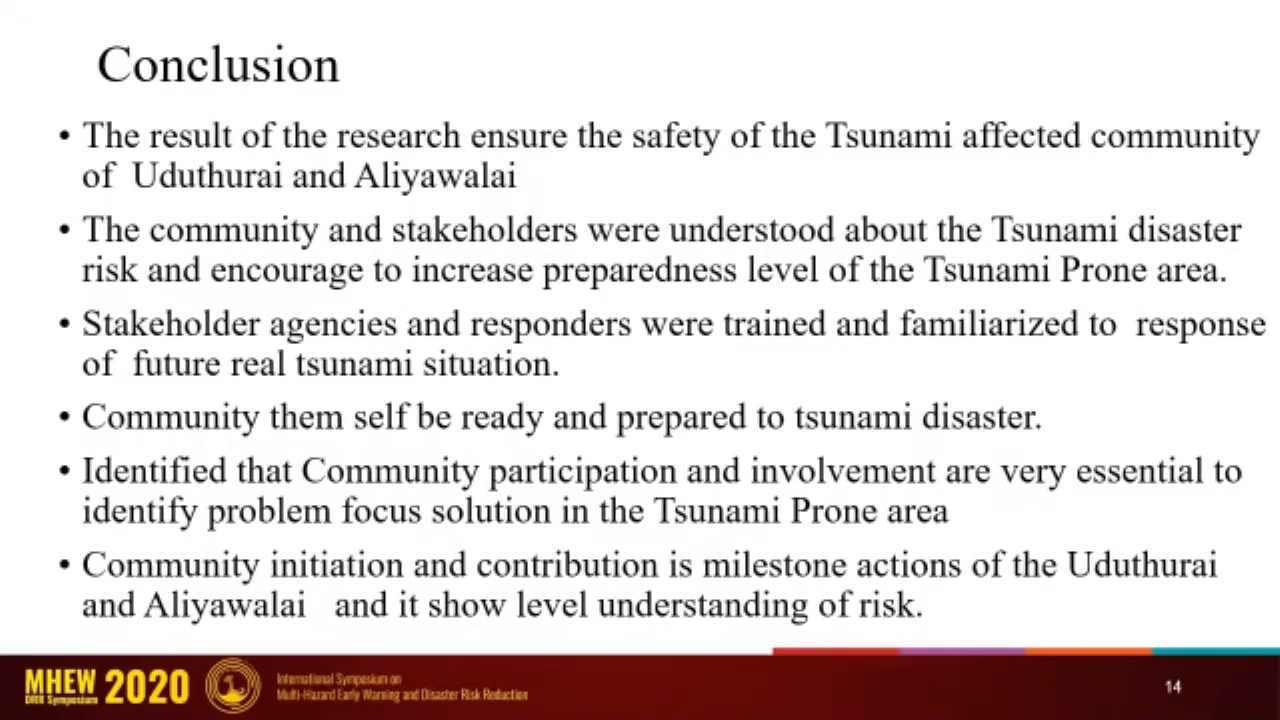 Conclusion
• The result of the research ensure the safety of the Tsunami affected community
of  Uduthurai and Aliyawalai
• The community and stakeholders were understood about the Tsunami disaster
risk and encourage to increase preparedness level of the Tsunami Prone area.
• Stakeholder agencies and responders were trained and familiarized to  response
of  future real tsunami situation.
• Community them self be ready and prepared to tsunami disaster.
• Identified that Community participation and involvement are very essential to
identify problem focus solution in the Tsunami Prone area
• Community initiation and contribution is milestone actions of the Uduthurai
and Aliyawalai   and it show level understanding of risk.
MHEW 2020
DRR Symposium
International Symposium on
Multi-Hazard Early Warning and Disaster Risk Reduction
14